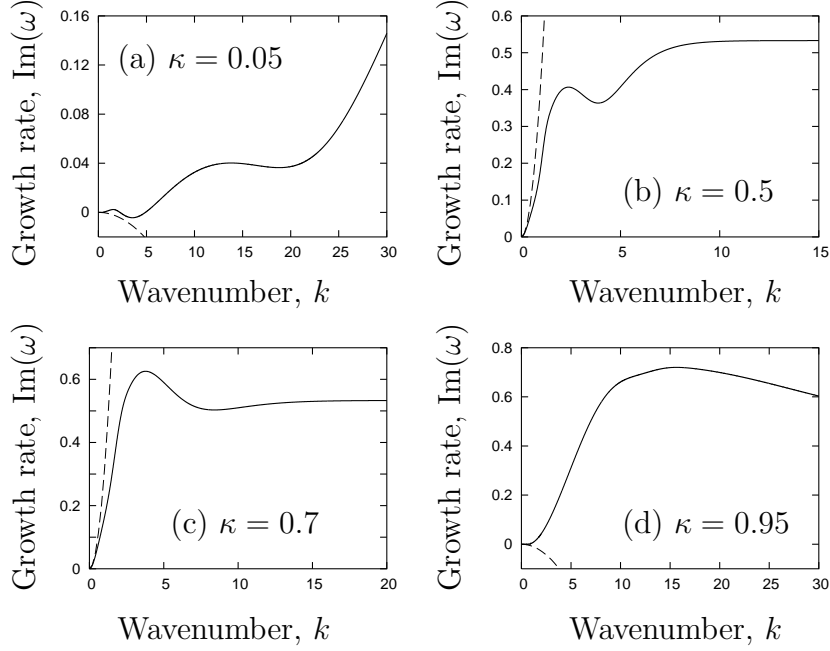 Growth rate, Im(ω)
0.16
0.12
0.08
0.04
0
(a) κ = 0.05
0 5 10 15 20 25 30
Wavenumber, k
Growth rate, Im(ω)
0.6
0.5
0.4
0.3
0.2
0.1
0
(b) κ = 0.5
0 5 10 15
Wavenumber, k
Growth rate, Im(ω)
0.6
0.4
0.2
0
(c) κ = 0.7
0 5 10 15 20
Wavenumber, k
Growth rate, Im(ω)
0.8
0.6
0.4
0.2
0
(d) κ = 0.95
0 5 10 15 20 25 30
Wavenumber, k